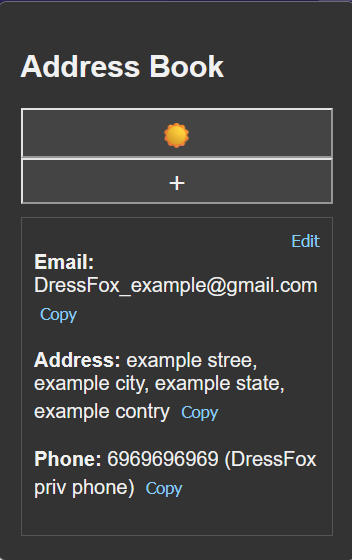 Address Book
+
Edit
Email:
DressFox_example@gmail.com
Copy
Address: example stree,
example city, example state,
example contry Copy
Phone: 6969696969 (DressFox
priv phone) Copy